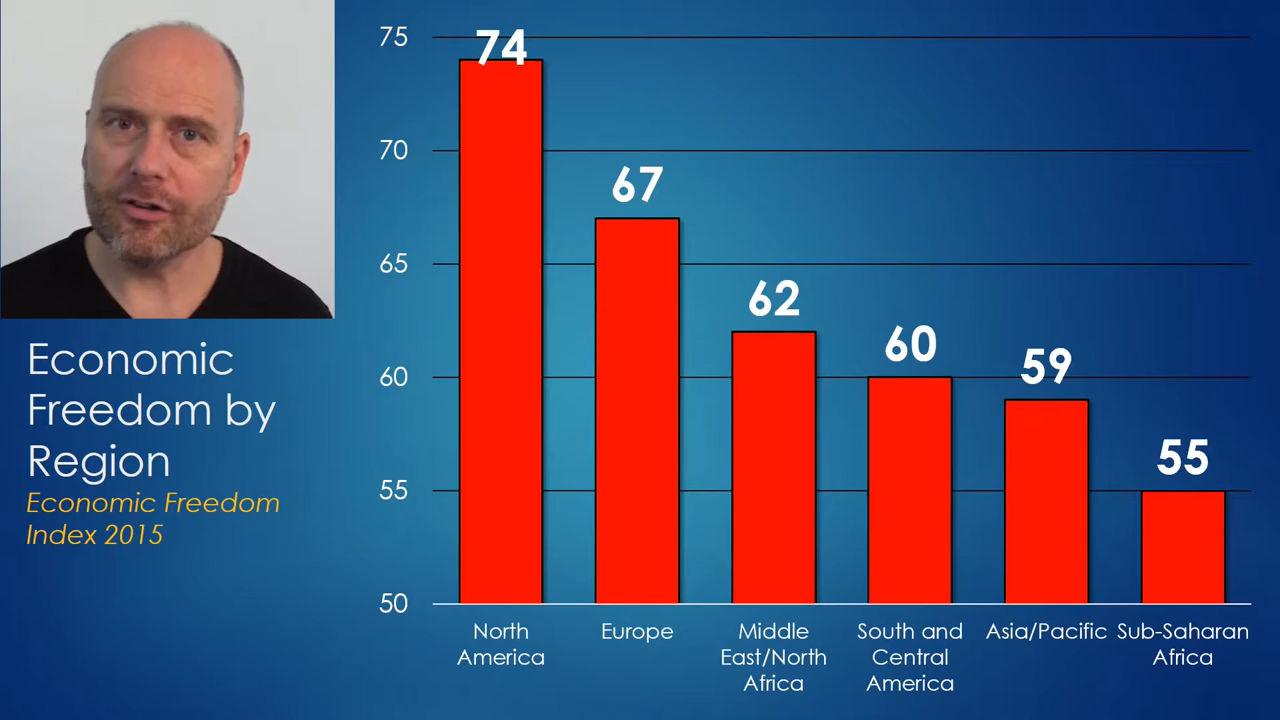 Economic
Freedom by
Region
Economic Freedom
Index 2015
75
70
65
60
55
50
74
67
62
60
59
55
North
America
Europe
Middle
East/North
Africa
South and
Central
America
Asia/Pacific
Sub-Saharan
Africa